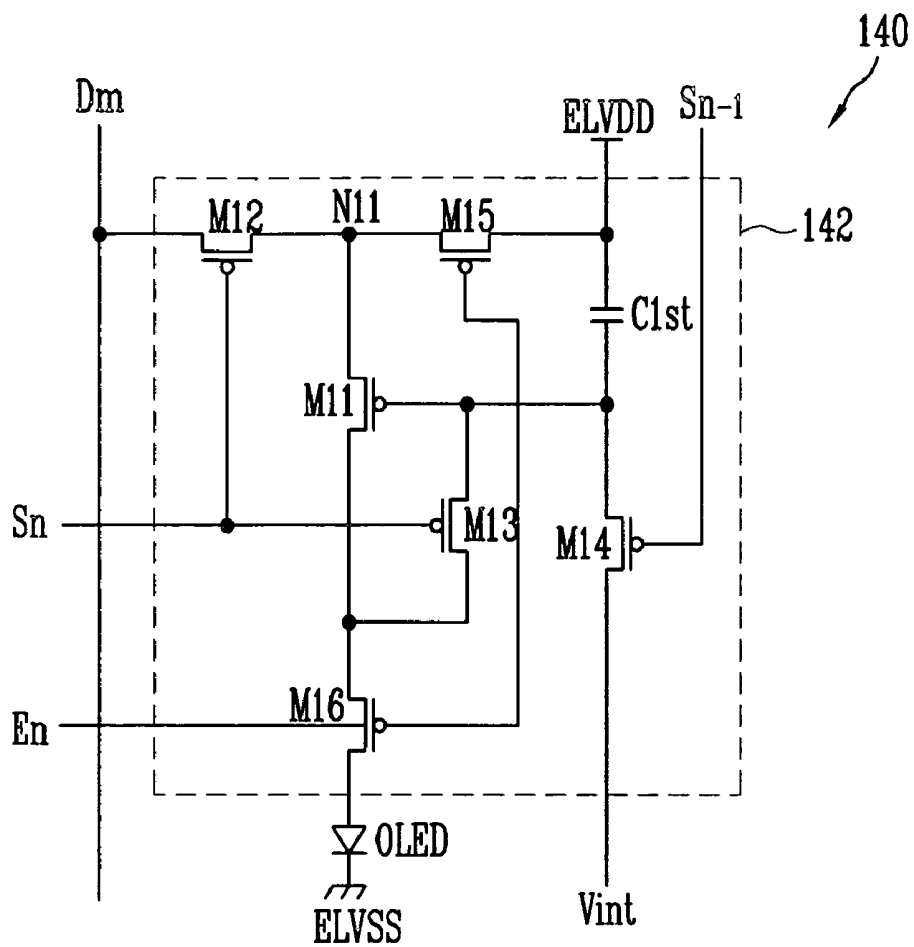 140
Dm
Sn-1
ELVDD
M12
N11
M15
142
C1st
M11
Sn
M13
M14
M16
En
OLED
ELVSS
Vint